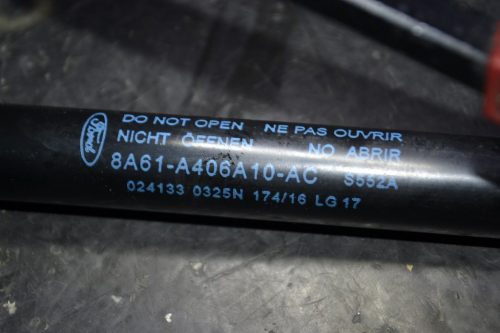 Ford
DO NOT OPEN NE PAS OUVRIR
NICHT ÖFFNEN NO ABRIR
8A61-A406A10-AC S552A
024133 0325N 174/16 LG 17